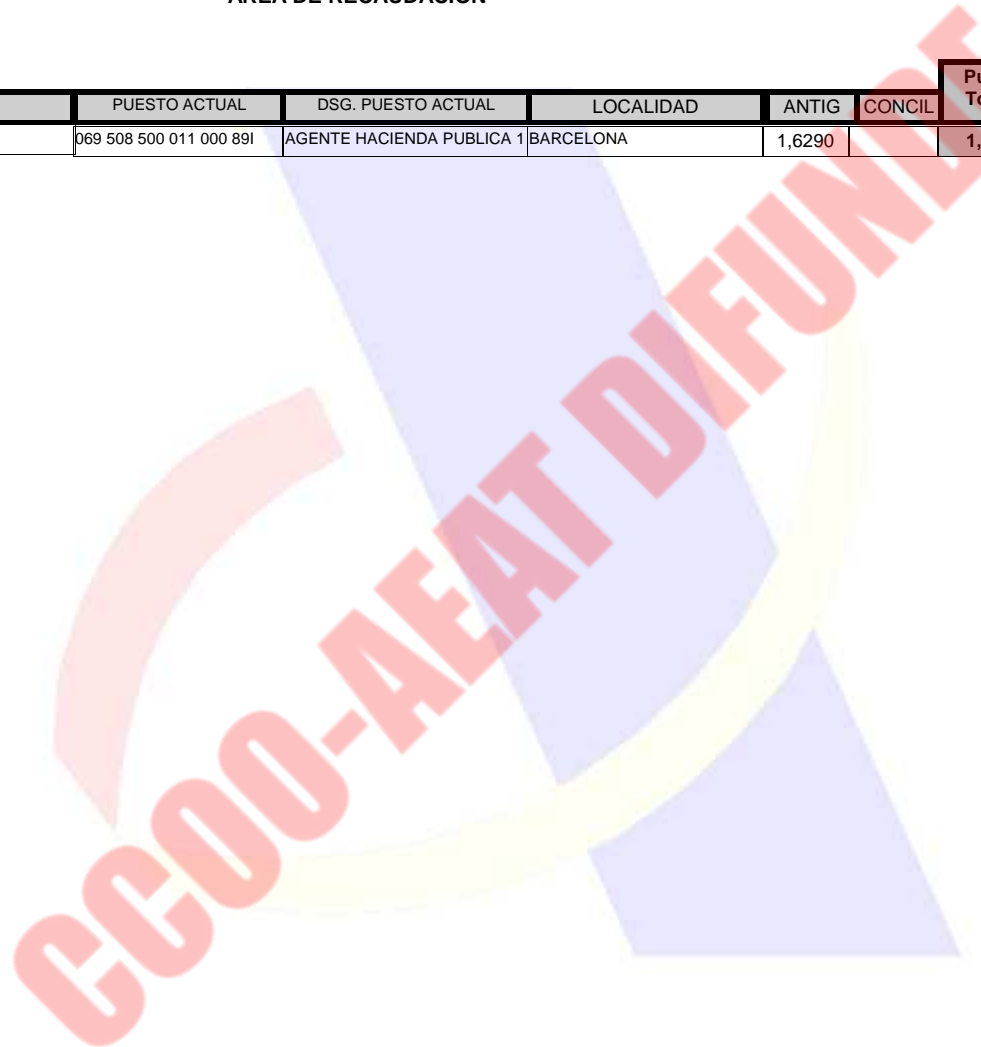 PUESTO ACTUAL DSG. PUESTO ACTUAL LOCALIDAD ANTIG CONCIL
069 508 500 011 000 89I AGENTE HACIENDA PUBLICA 1 BARCELONA 1,6290 1,
CCOO-AEAT DIFUNDE